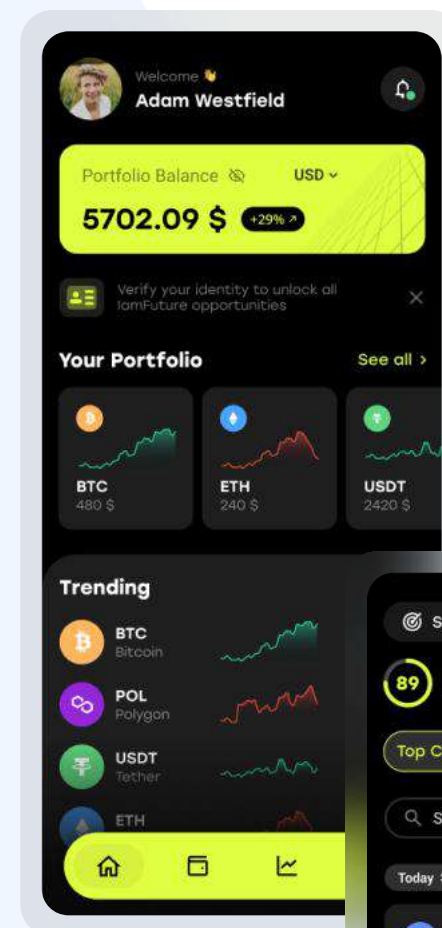 Welcome 👋
Adam Westfield
Portfolio Balance USD
5702.09 $ +29% ↗
Verify your identity to unlock all
IamFuture opportunities
Your Portfolio See all >
BTC ETH USDT
480 $ 240 $ 2420 $
Trending
BTC
Bitcoin
POL
Polygon
USDT
Tether
ETH
S
89
Top C
S
Today